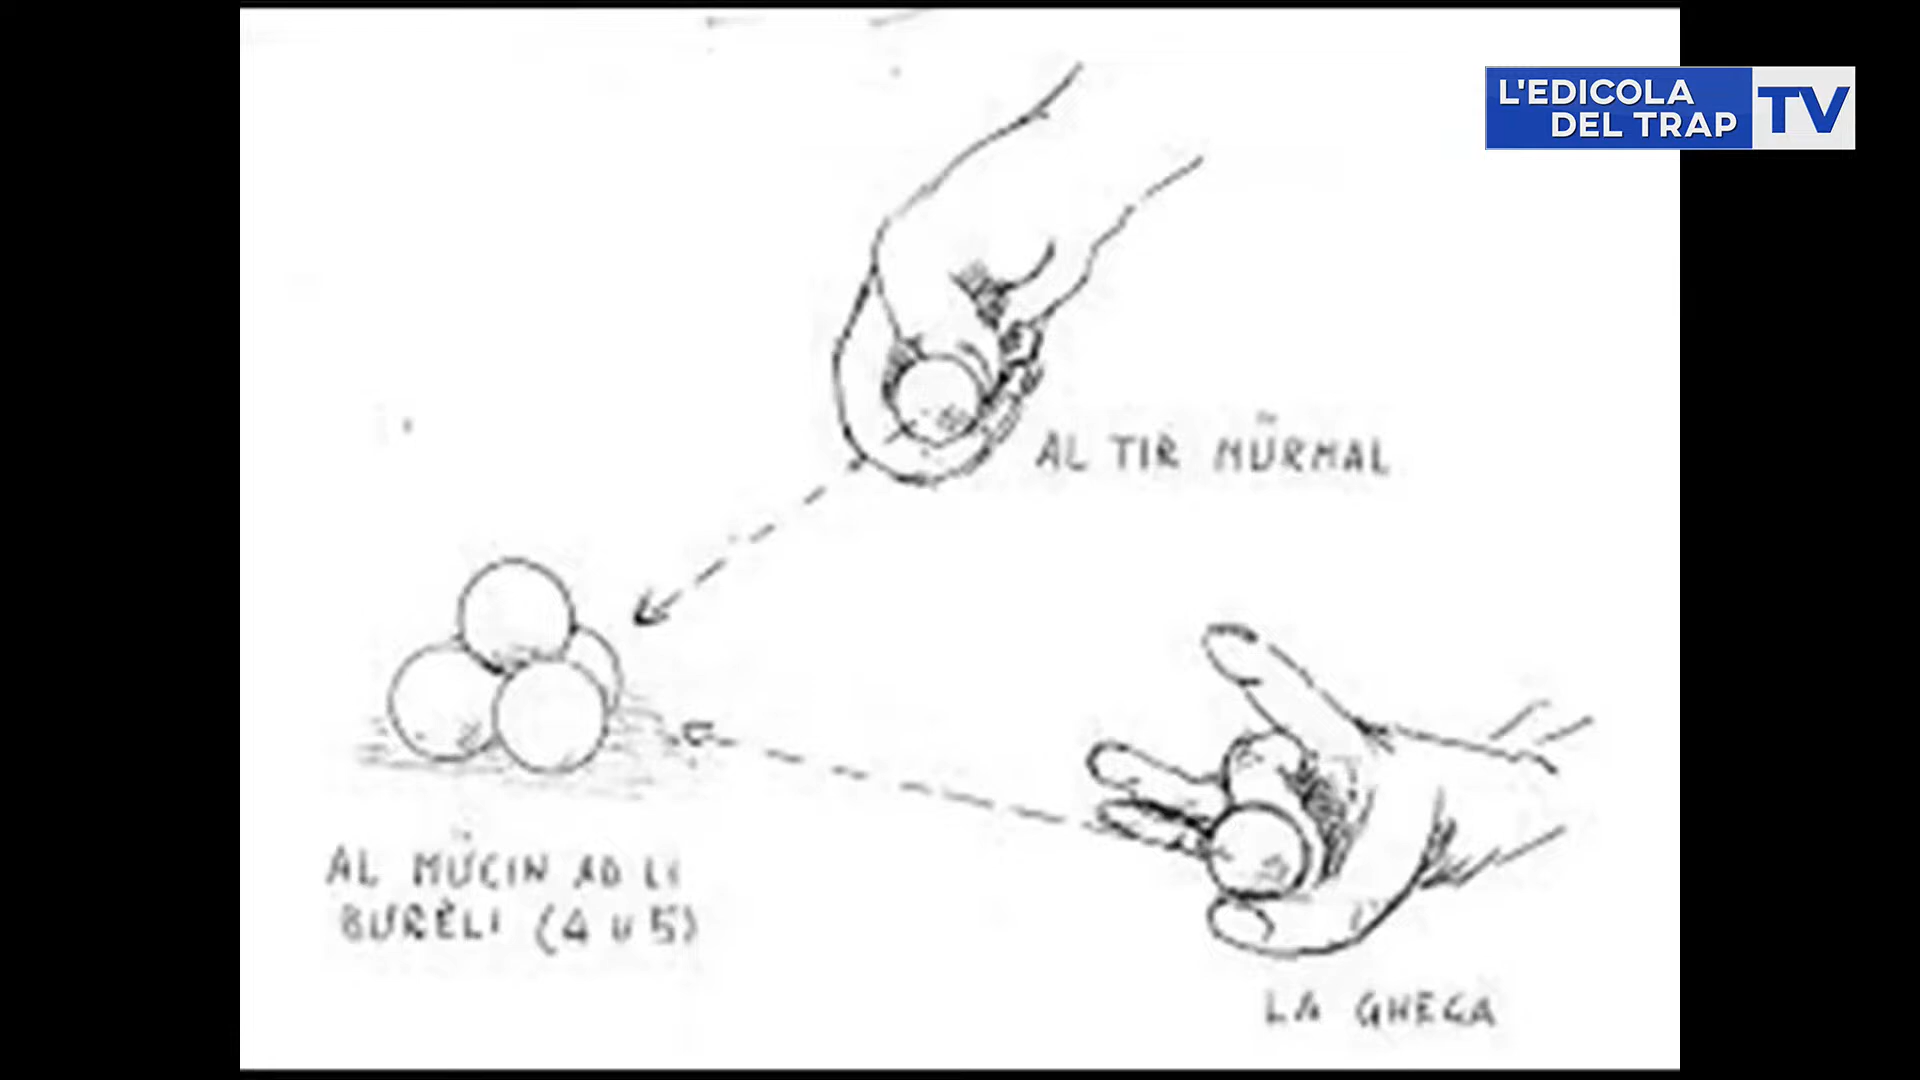 L'EDICOLA
DEL TRAP
TV
AL TIR NÜRMAL
AL MÜCIN AD LI
BURÈLI (4 U 5)
LA GHEGA